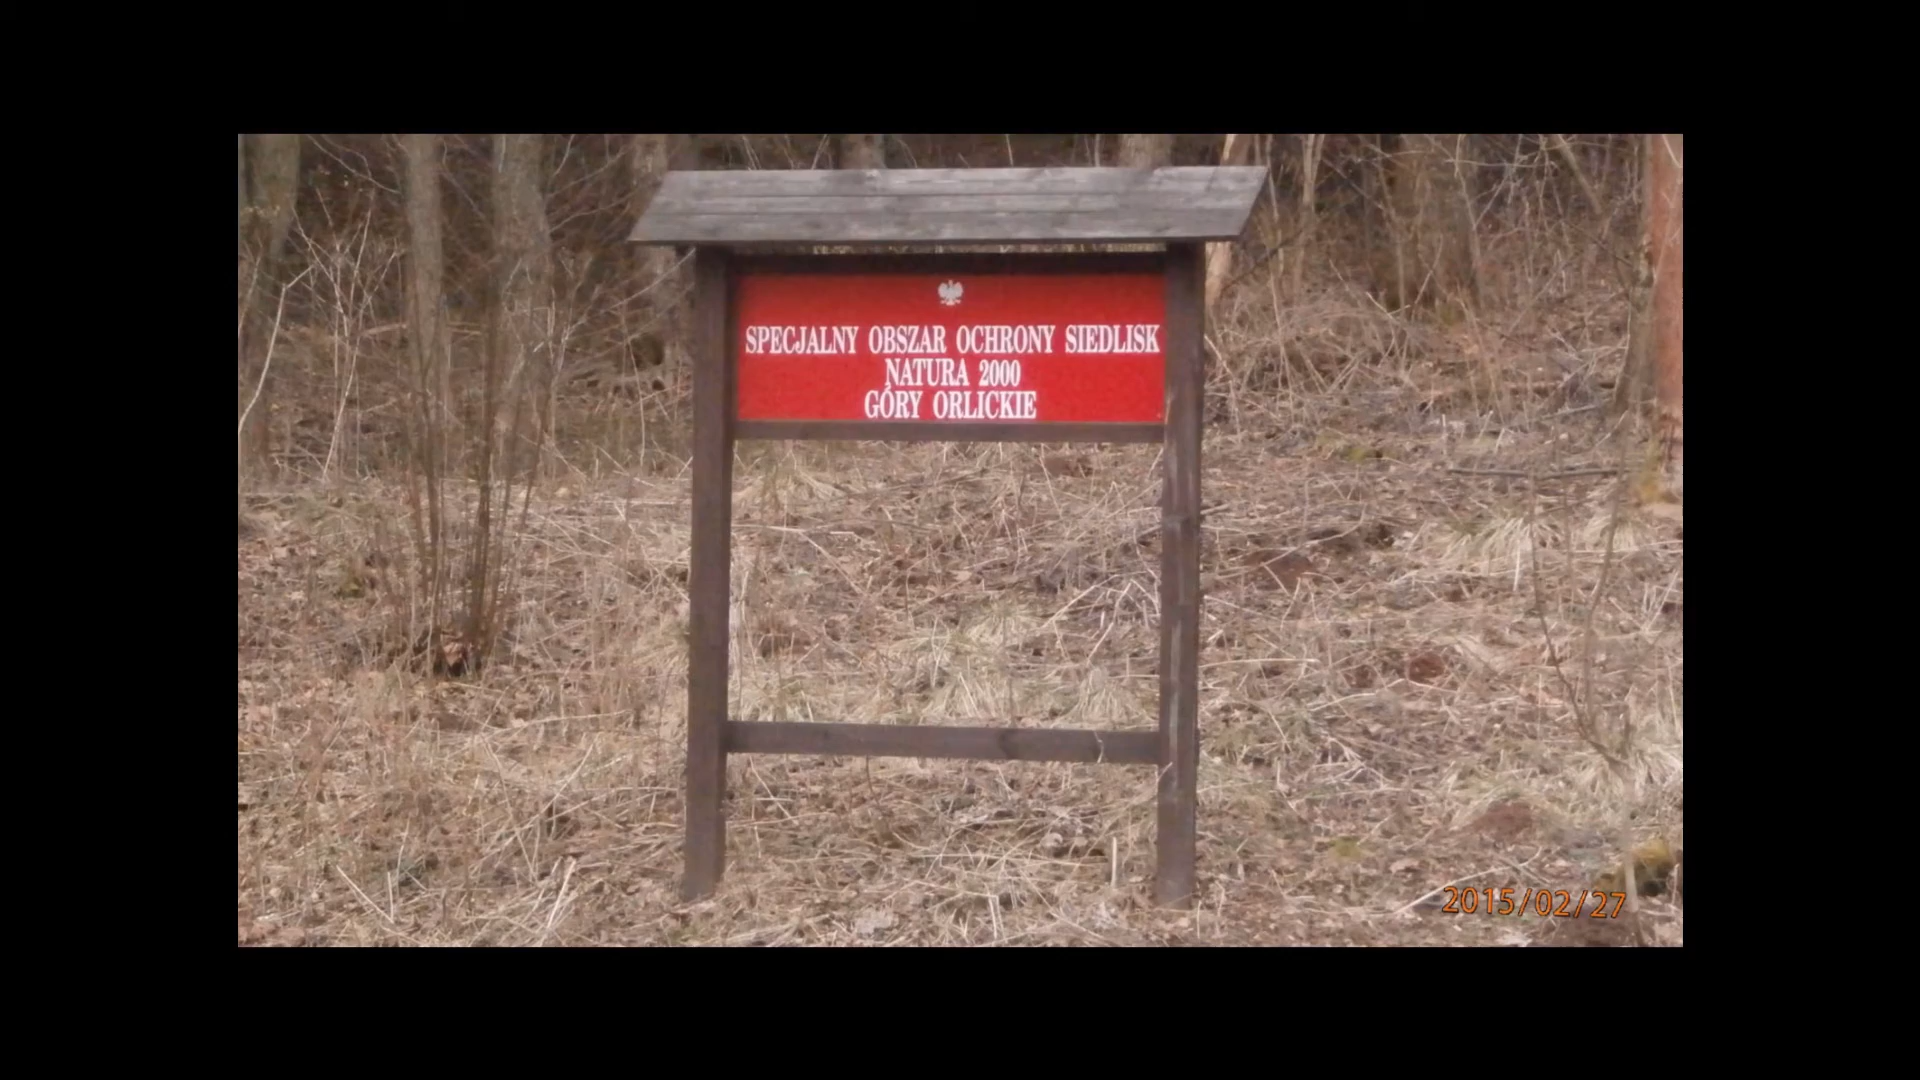 SPECJALNY OBSZAR OCHRONY SIEDLISK
NATURA 2000
GÓRY ORLICKIE
2015/02/27